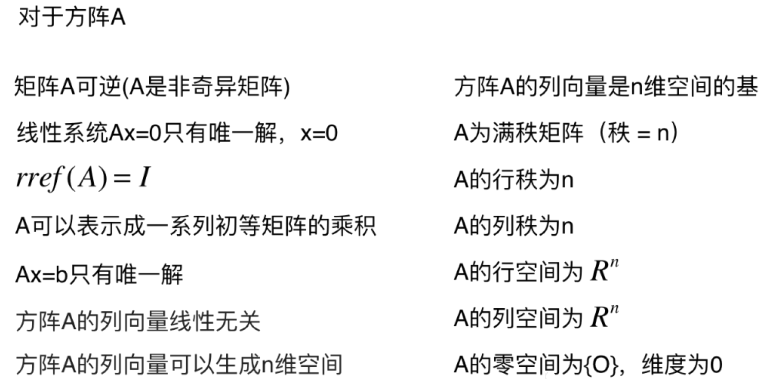 对于方阵A
矩阵A可逆(A是非奇异矩阵)
线性系统Ax=0只有唯一解，x=0
rref(A) = I
A可以表示成一系列初等矩阵的乘积
Ax=b只有唯一解
方阵A的列向量线性无关
方阵A的列向量可以生成n维空间
方阵A的列向量是n维空间的基
A为满秩矩阵（秩 = n）
A的行秩为n
A的列秩为n
A的行空间为 Rⁿ
A的列空间为 Rⁿ
A的零空间为{O}，维度为0